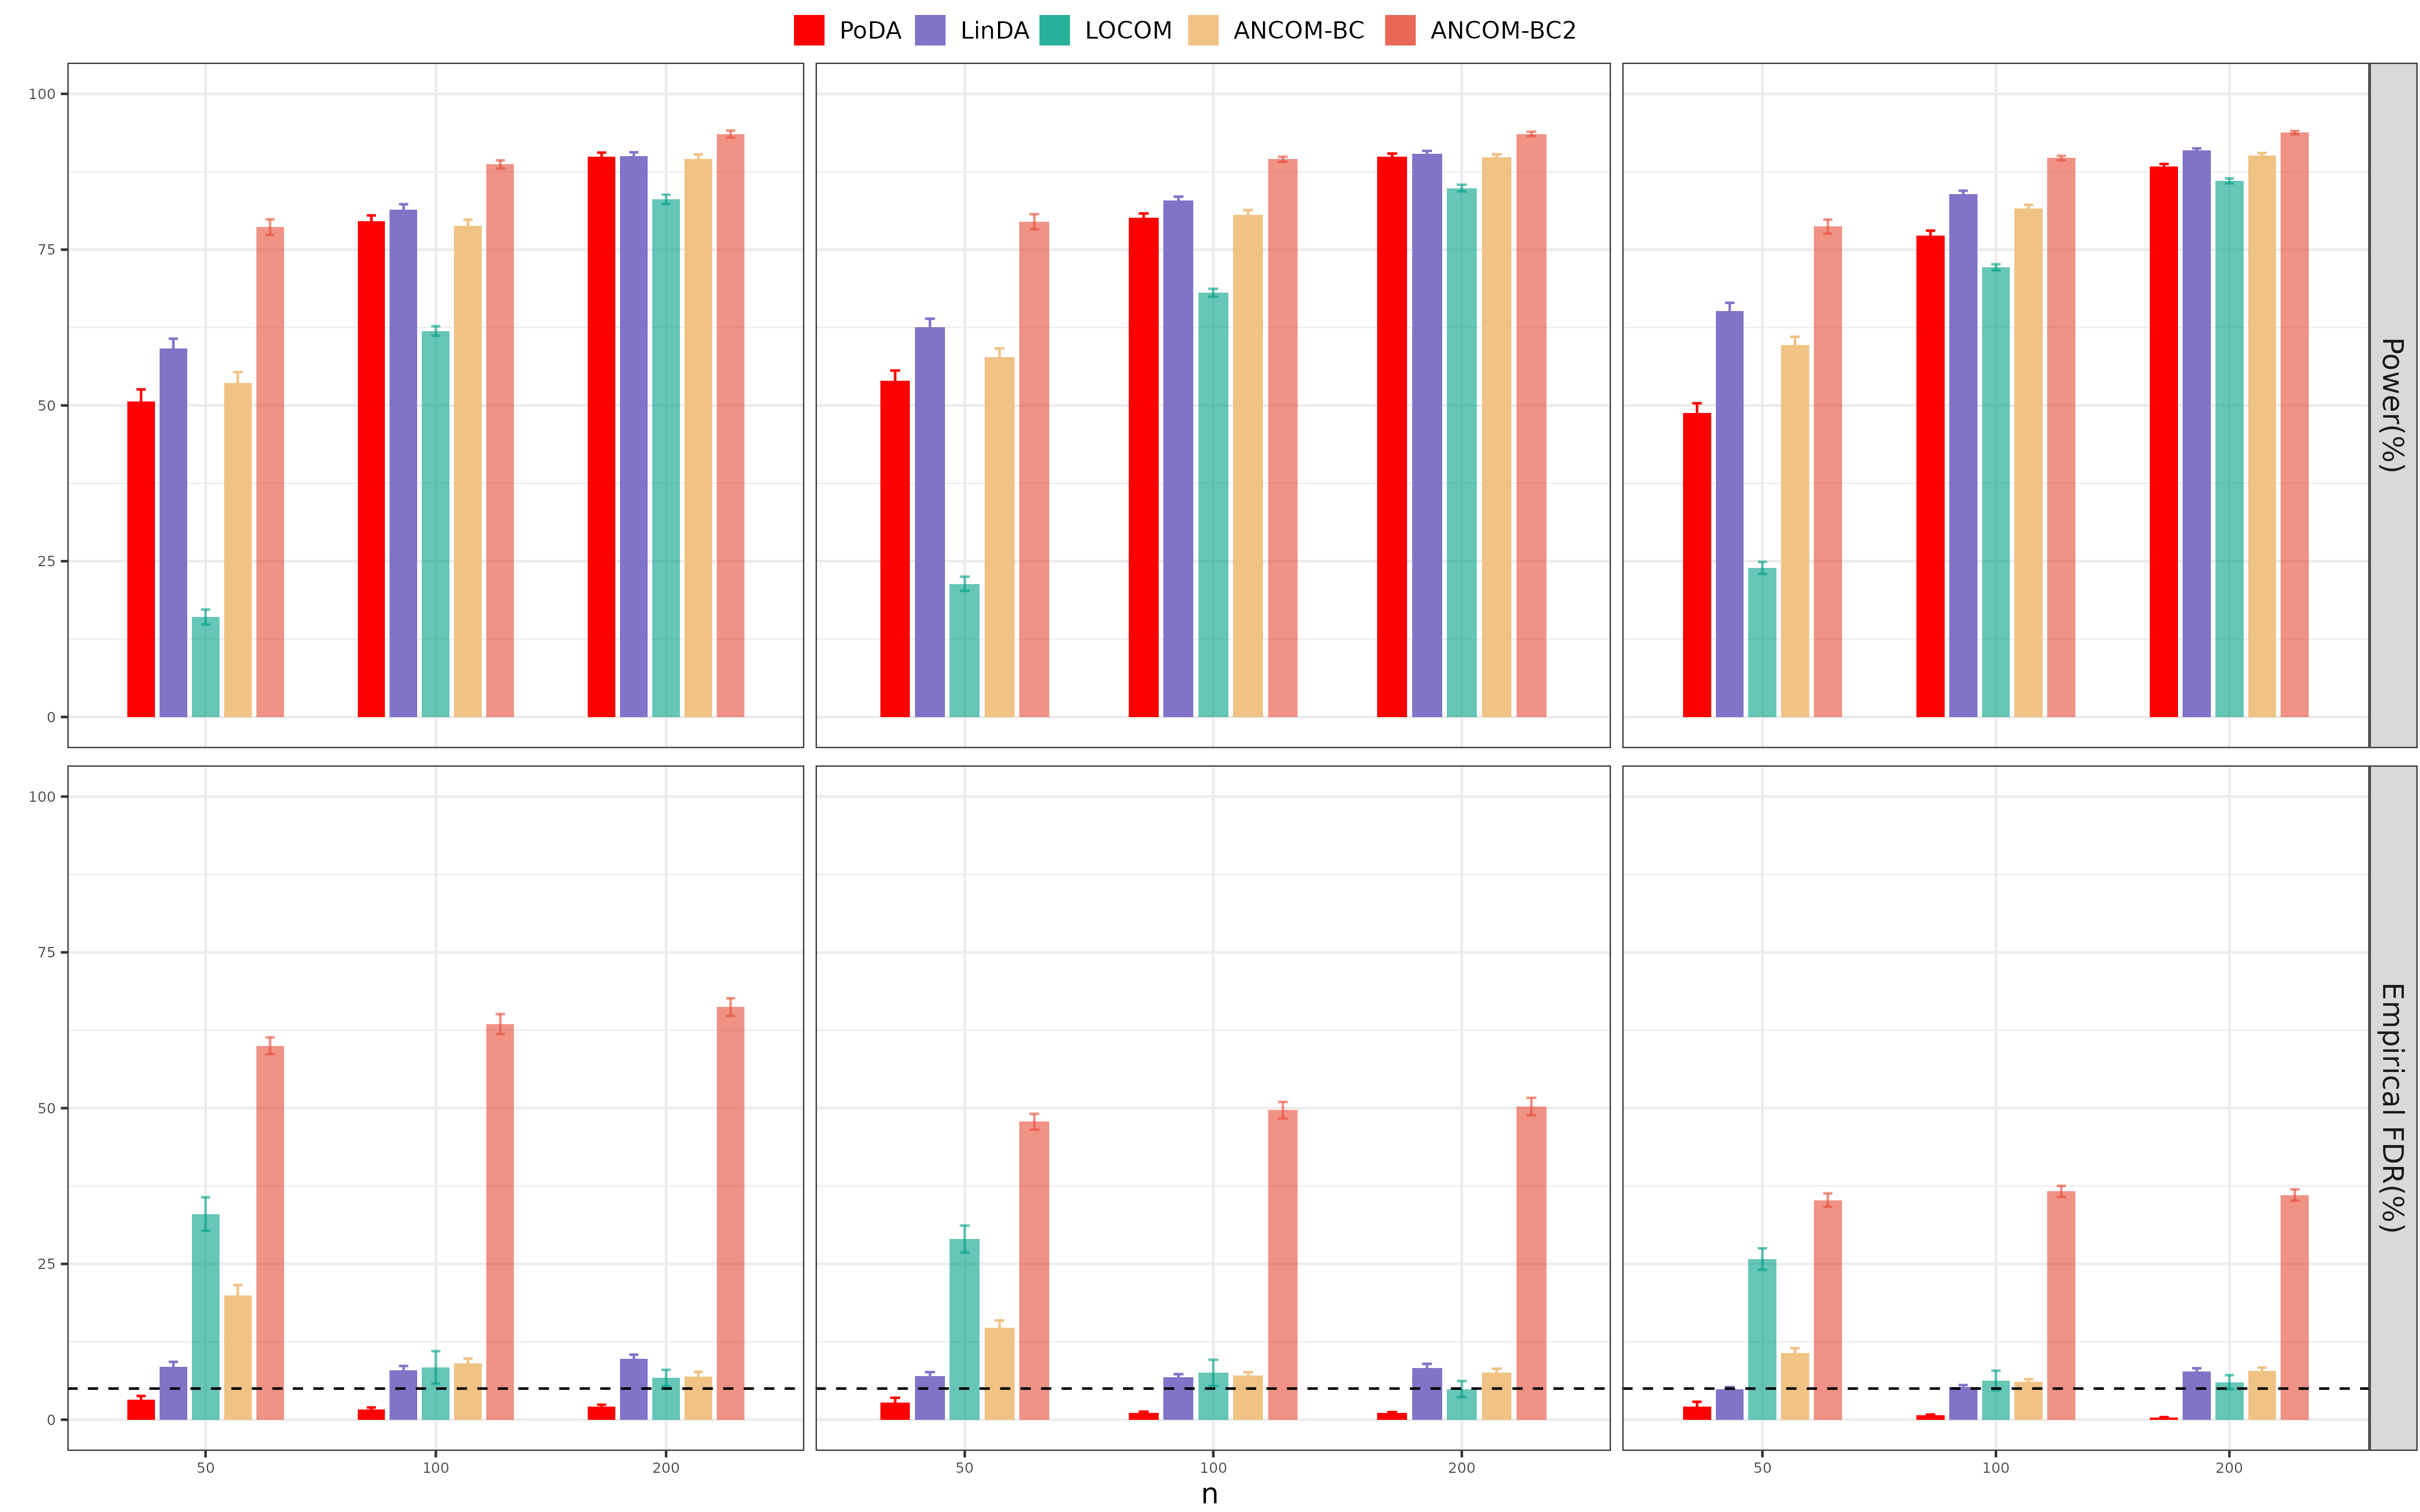 PoDA LinDA LOCOM ANCOM-BC ANCOM-BC2
100
75
50
25
0
Power(%)
100
75
50
25
0
Empirical FDR(%)
50 100 200 50 100 200 50 100 200
n